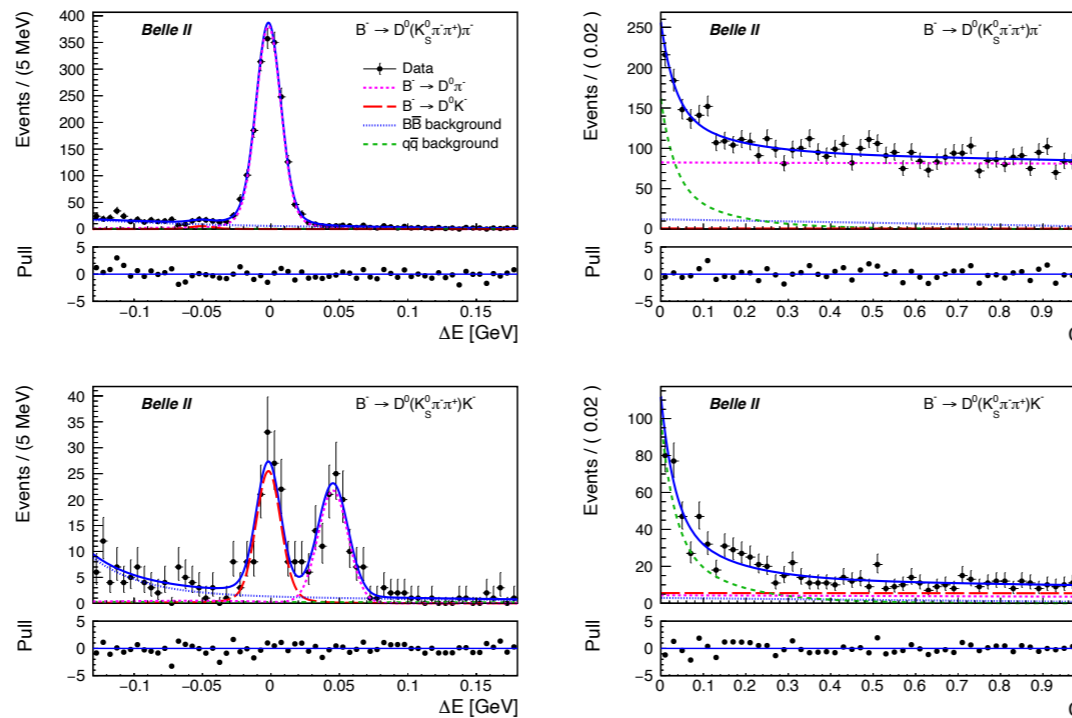 Events / (5 MeV)
400
350
300
250
200
150
100
50
0
Belle II
B⁻ → D⁰(K⁰_S π⁻π⁺)π⁻
Data
B⁻ → D⁰π⁻
B⁻ → D⁰K⁻
BB̅ background
qq̅ background
Pull
5
0
−5
−0.1 −0.05 0 0.05 0.1 0.15
ΔE [GeV]
Events / ( 0.02 )
250
200
150
100
50
0
Belle II
B⁻ → D⁰(K⁰_S π⁻π⁺)π⁻
Pull
5
0
−5
0 0.1 0.2 0.3 0.4 0.5 0.6 0.7 0.8 0.9
Events / (5 MeV)
40
35
30
25
20
15
10
5
0
Belle II
B⁻ → D⁰(K⁰_S π⁻π⁺)K⁻
Pull
5
0
−5
−0.1 −0.05 0 0.05 0.1 0.15
ΔE [GeV]
Events / ( 0.02 )
100
80
60
40
20
0
Belle II
B⁻ → D⁰(K⁰_S π⁻π⁺)K⁻
Pull
5
0
−5
0 0.1 0.2 0.3 0.4 0.5 0.6 0.7 0.8 0.9